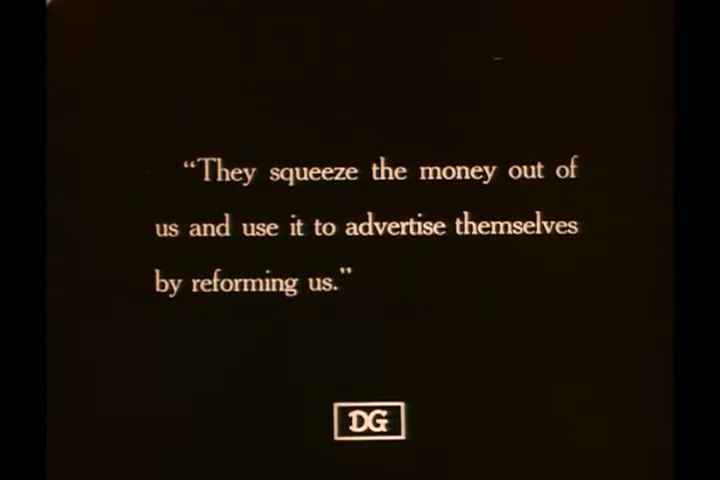 “They squeeze the money out of
us and use it to advertise themselves
by reforming us.”
DG